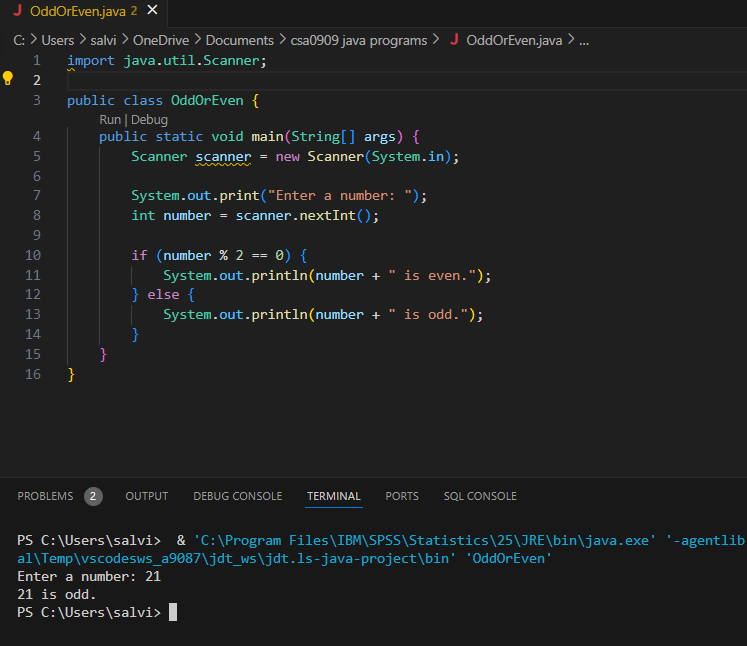 J OddOrEven.java 2 ×
C: > Users > salvi > OneDrive > Documents > csa0909 java programs > J OddOrEven.java > ...
1 import java.util.Scanner;
2
3 public class OddOrEven {
Run | Debug
4 public static void main(String[] args) {
5 Scanner scanner = new Scanner(System.in);
6
7 System.out.print("Enter a number: ");
8 int number = scanner.nextInt();
9
10 if (number % 2 == 0) {
11 System.out.println(number + " is even.");
12 } else {
13 System.out.println(number + " is odd.");
14 }
15 }
16 }
PROBLEMS 2 OUTPUT DEBUG CONSOLE TERMINAL PORTS SQL CONSOLE
PS C:\Users\salvi> & 'C:\Program Files\IBM\SPSS\Statistics\25\JRE\bin\java.exe' '-agentlib
al\Temp\vscodesws_a9087\jdt_ws\jdt.ls-java-project\bin' 'OddOrEven'
Enter a number: 21
21 is odd.
PS C:\Users\salvi>